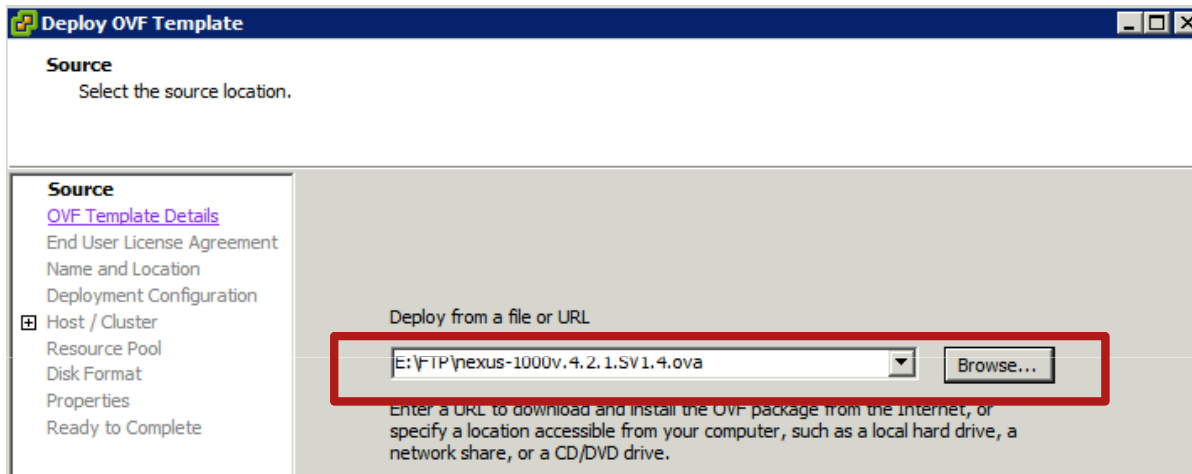 Deploy OVF Template
Source
Select the source location.
Source
OVF Template Details
End User License Agreement
Name and Location
Deployment Configuration
Host / Cluster
Resource Pool
Disk Format
Properties
Ready to Complete
Deploy from a file or URL
E:\FTP\nexus-1000v.4.2.1.SV1.4.ova
Browse...
Enter a URL to download and install the OVF package from the Internet, or
specify a location accessible from your computer, such as a local hard drive, a
network share, or a CD/DVD drive.